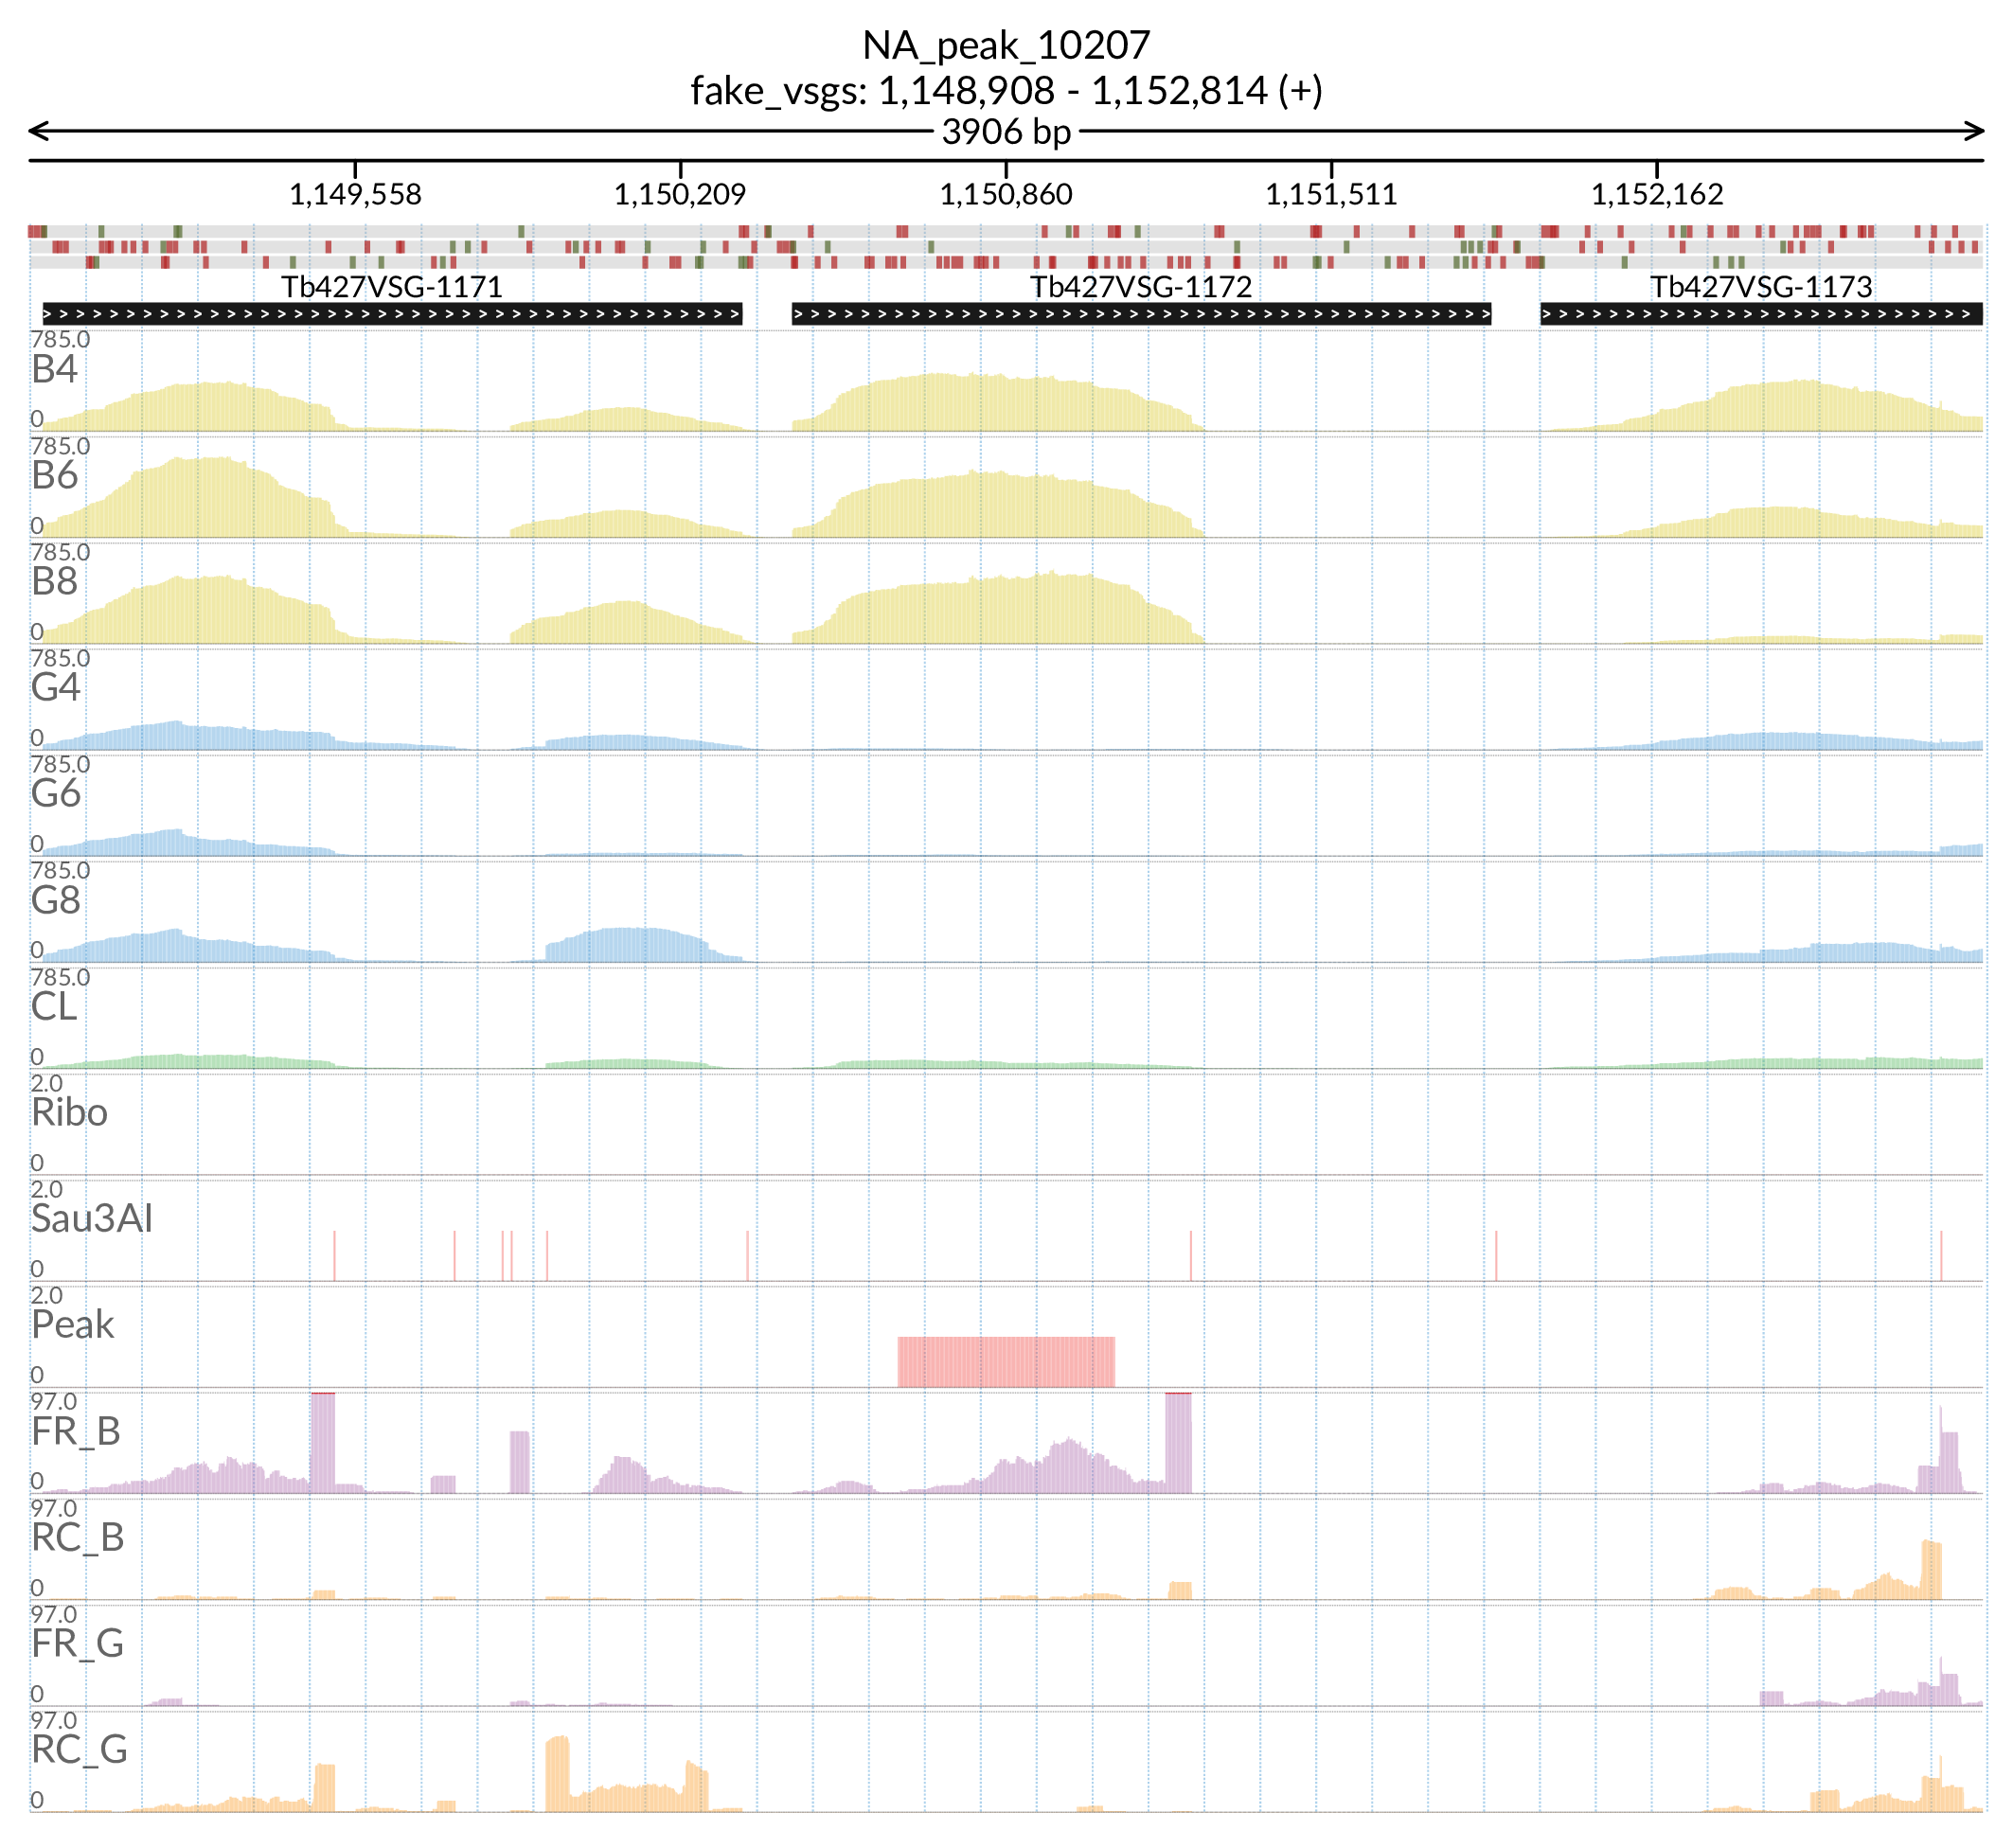 NA_peak_10207
fake_vsgs: 1,148,908 - 1,152,814 (+)
3906 bp
1,149,558 1,150,209 1,150,860 1,151,511 1,152,162
Tb427VSG-1171 Tb427VSG-1172 Tb427VSG-1173
785.0
B4
0
785.0
B6
0
785.0
B8
0
785.0
G4
0
785.0
G6
0
785.0
G8
0
785.0
CL
0
2.0
Ribo
0
2.0
Sau3AI
0
2.0
Peak
0
97.0
FR_B
0
97.0
RC_B
0
97.0
FR_G
0
97.0
RC_G
0